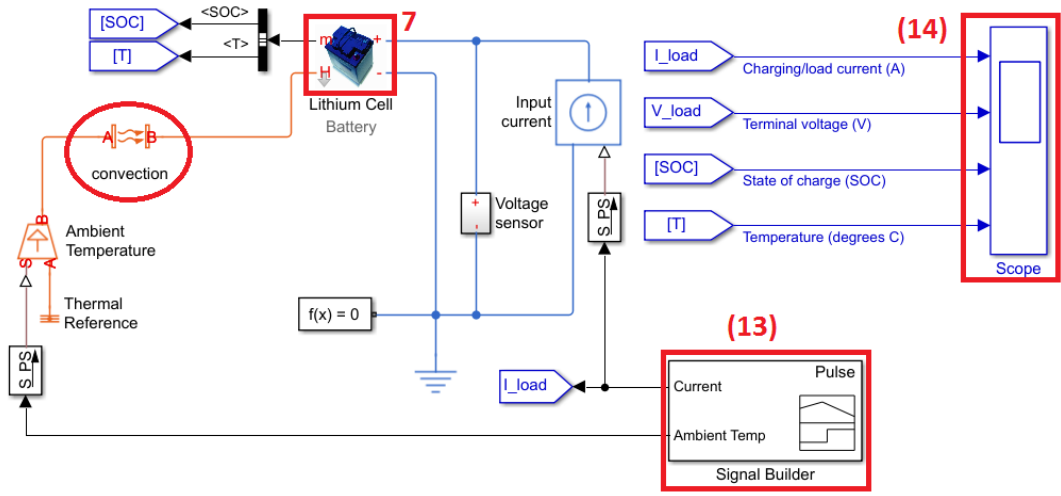 [SOC]
<SOC>
7
(14)
[T]
<T>
m
+
H
-
Lithium Cell
Battery
Input
current
I_load
Charging/load current (A)
V_load
Terminal voltage (V)
A
B
convection
[SOC]
State of charge (SOC)
S PS
+
-
Voltage
sensor
B
Ambient
Temperature
S
A
[T]
Temperature (degrees C)
Scope
Thermal
Reference
f(x) = 0
(13)
S PS
I_load
Pulse
Current
Ambient Temp
Signal Builder